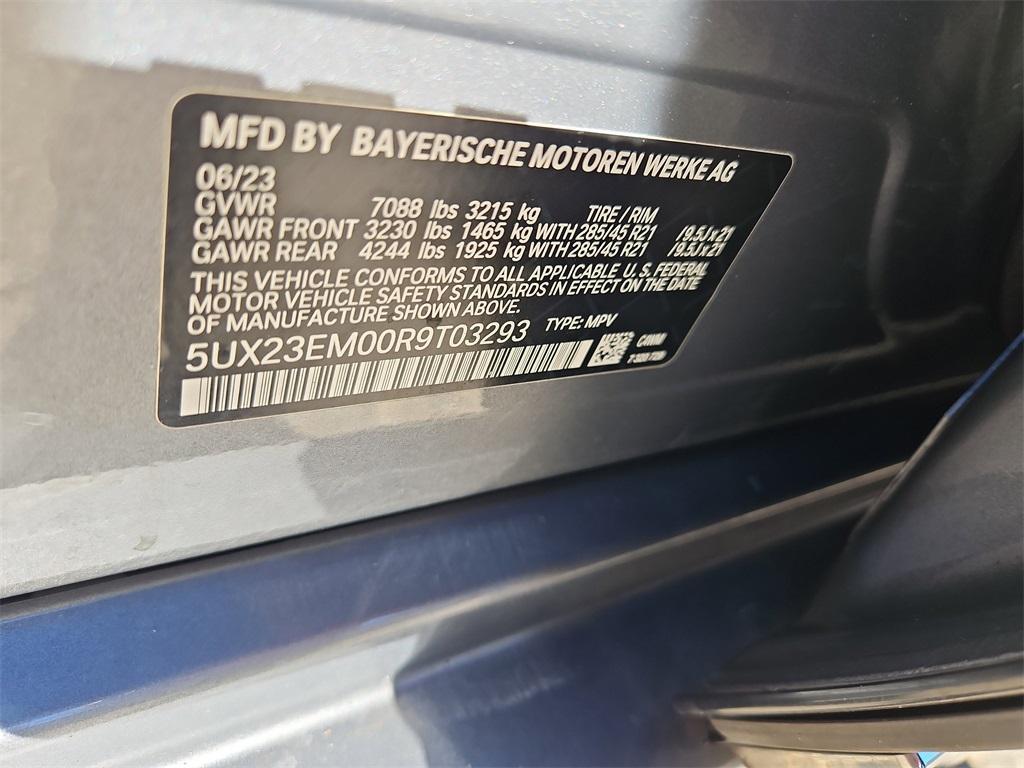 MFD BY BAYERISCHE MOTOREN WERKE AG
06/23
GVWR 7088 lbs 3215 kg TIRE / RIM
GAWR FRONT 3230 lbs 1465 kg WITH 285/45 R21 / 9.5J x 21
GAWR REAR 4244 lbs 1925 kg WITH 285/45 R21 / 9.5J x 21
THIS VEHICLE CONFORMS TO ALL APPLICABLE U. S. FEDERAL
MOTOR VEHICLE SAFETY STANDARDS IN EFFECT ON THE DATE
OF MANUFACTURE SHOWN ABOVE.
5UX23EM00R9T03293 TYPE: MPV